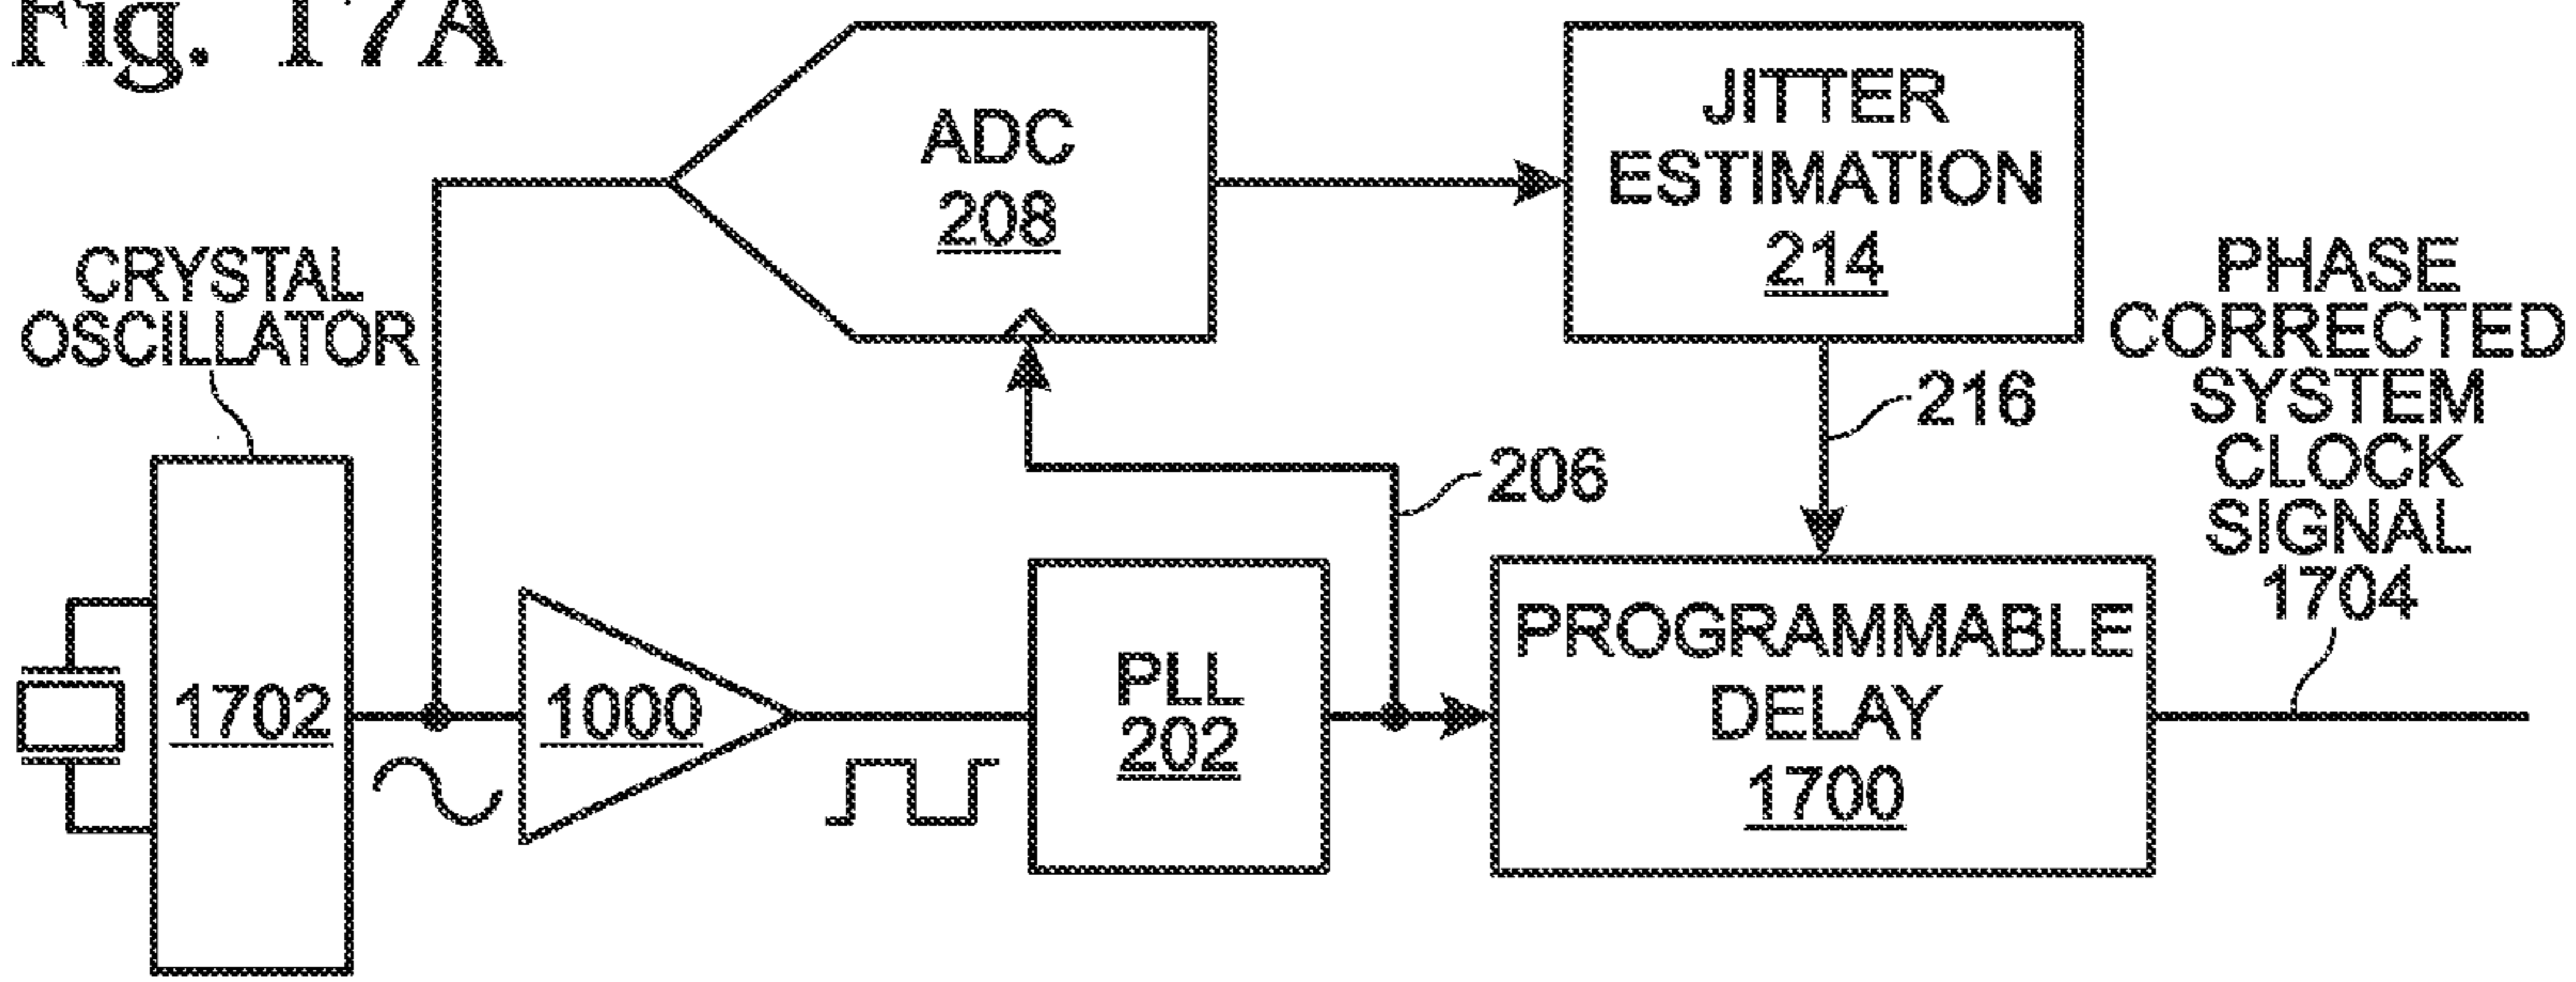 Fig. 17A
ADC
208
JITTER
ESTIMATION
214
CRYSTAL
OSCILLATOR
PHASE
CORRECTED
SYSTEM
CLOCK
SIGNAL
1704
216
206
1702
1000
PLL
202
PROGRAMMABLE
DELAY
1700